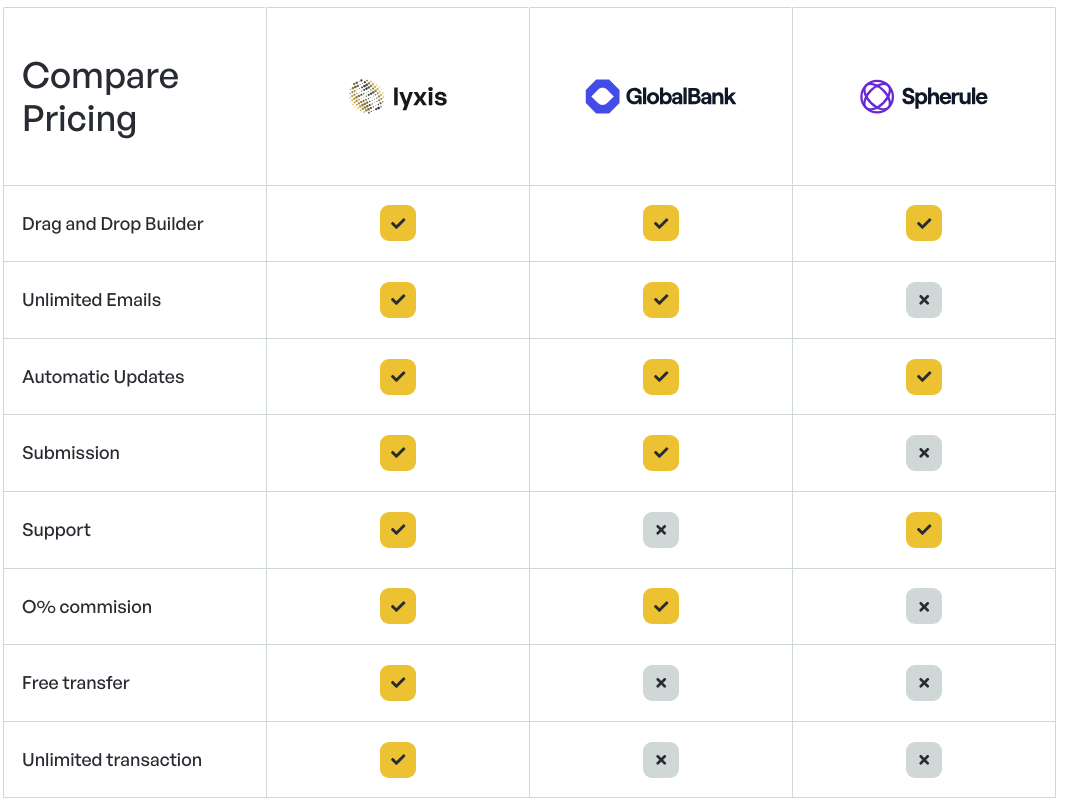 Compare
Pricing
lyxis
GlobalBank
Spherule
Drag and Drop Builder
Unlimited Emails
Automatic Updates
Submission
Support
0% commision
Free transfer
Unlimited transaction